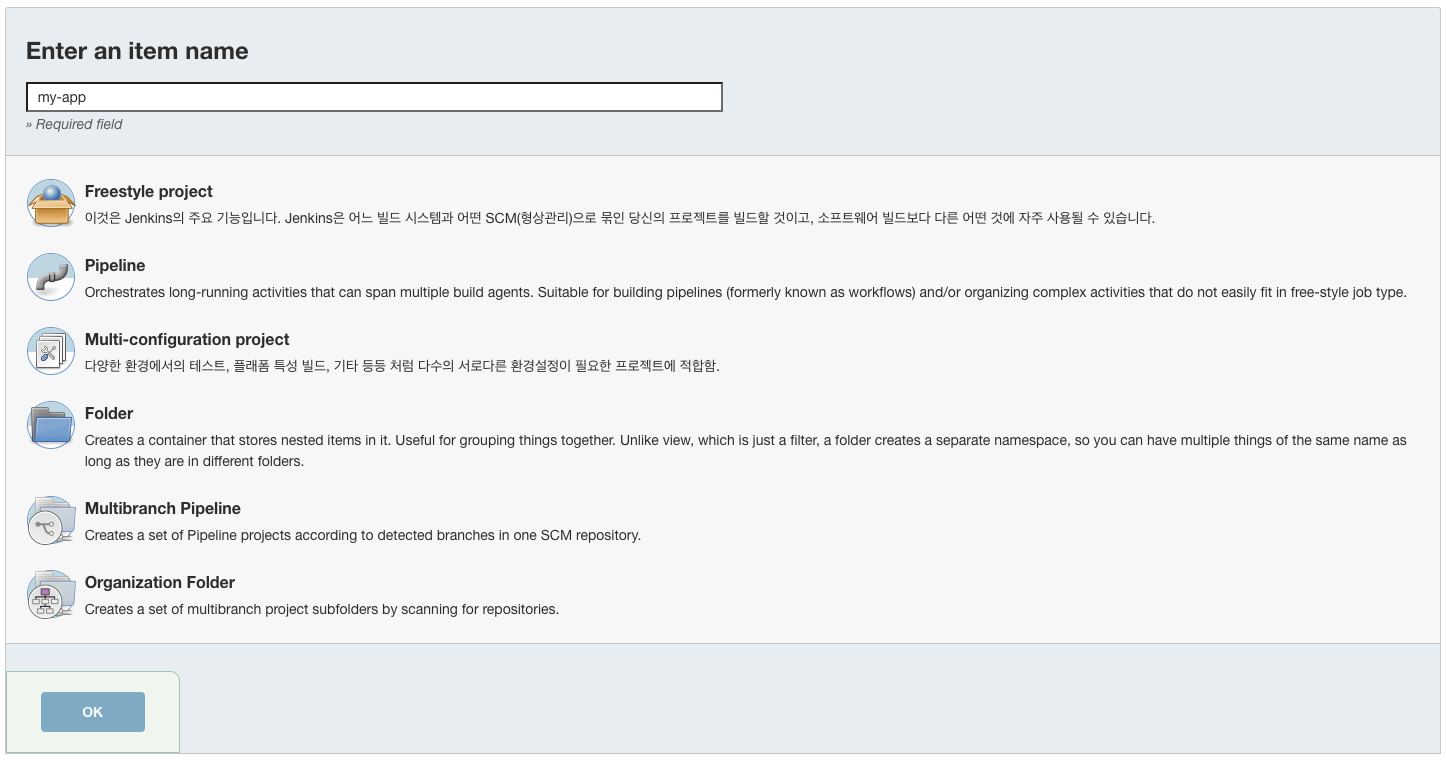 Enter an item name
my-app
» Required field
Freestyle project
이것은 Jenkins의 주요 기능입니다. Jenkins은 어느 빌드 시스템과 어떤 SCM(형상관리)으로 묶인 당신의 프로젝트를 빌드할 것이고, 소프트웨어 빌드보다 다른 어떤 것에 자주 사용될 수 있습니다.
Pipeline
Orchestrates long-running activities that can span multiple build agents. Suitable for building pipelines (formerly known as workflows) and/or organizing complex activities that do not easily fit in free-style job type.
Multi-configuration project
다양한 환경에서의 테스트, 플래폼 특성 빌드, 기타 등등 처럼 다수의 서로다른 환경설정이 필요한 프로젝트에 적합함.
Folder
Creates a container that stores nested items in it. Useful for grouping things together. Unlike view, which is just a filter, a folder creates a separate namespace, so you can have multiple things of the same name as
long as they are in different folders.
Multibranch Pipeline
Creates a set of Pipeline projects according to detected branches in one SCM repository.
Organization Folder
Creates a set of multibranch project subfolders by scanning for repositories.
OK